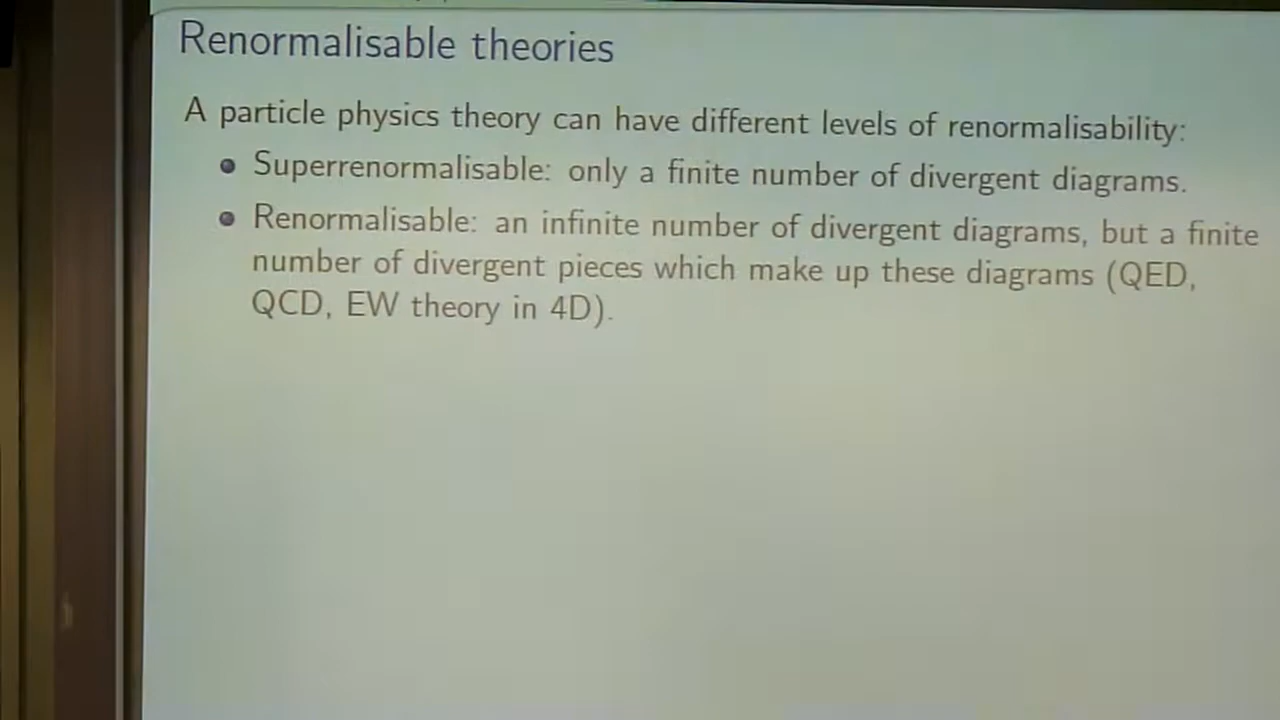 Renormalisable theories
A particle physics theory can have different levels of renormalisability:
Superrenormalisable: only a finite number of divergent diagrams.
Renormalisable: an infinite number of divergent diagrams, but a finite
number of divergent pieces which make up these diagrams (QED,
QCD, EW theory in 4D).